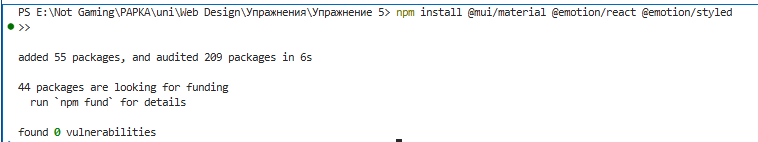 PS E:\Not Gaming\PAPKA\uni\Web Design\Упражнения\Упражнение 5> npm install @mui/material @emotion/react @emotion/styled
>>
added 55 packages, and audited 209 packages in 6s
44 packages are looking for funding
run `npm fund` for details
found 0 vulnerabilities